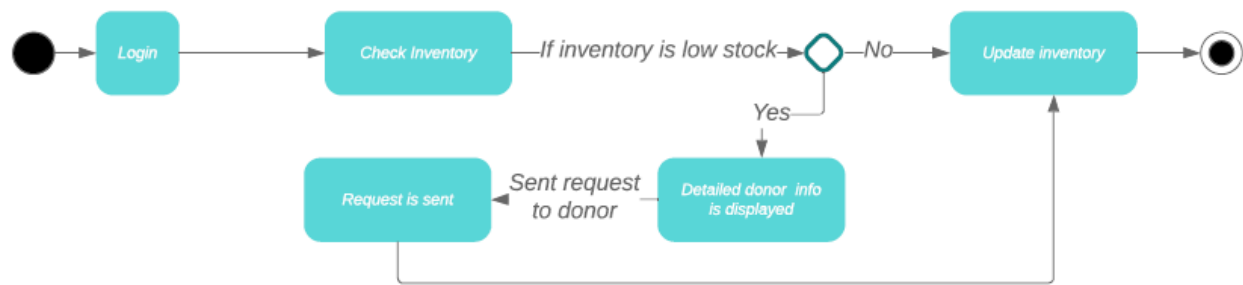 Login
Check Inventory
If inventory is low stock
No
Update inventory
Yes
Request is sent
Sent request
to donor
Detailed donor info
is displayed